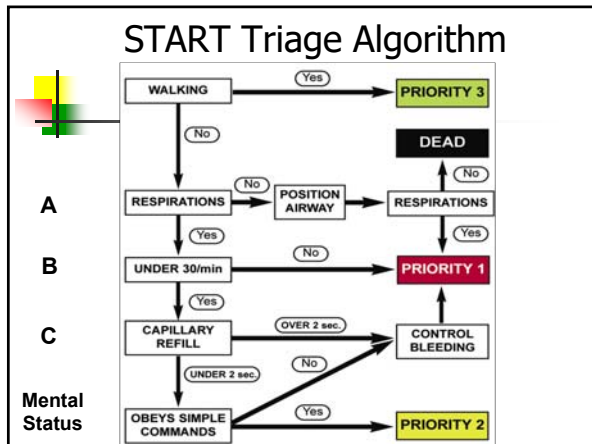 START Triage Algorithm
WALKING
Yes
PRIORITY 3
No
DEAD
No
A
RESPIRATIONS
No
POSITION
AIRWAY
RESPIRATIONS
Yes
Yes
B
UNDER 30/min
No
PRIORITY 1
Yes
C
CAPILLARY
REFILL
OVER 2 sec.
CONTROL
BLEEDING
No
UNDER 2 sec.
Mental
Status
OBEYS SIMPLE
COMMANDS
Yes
PRIORITY 2